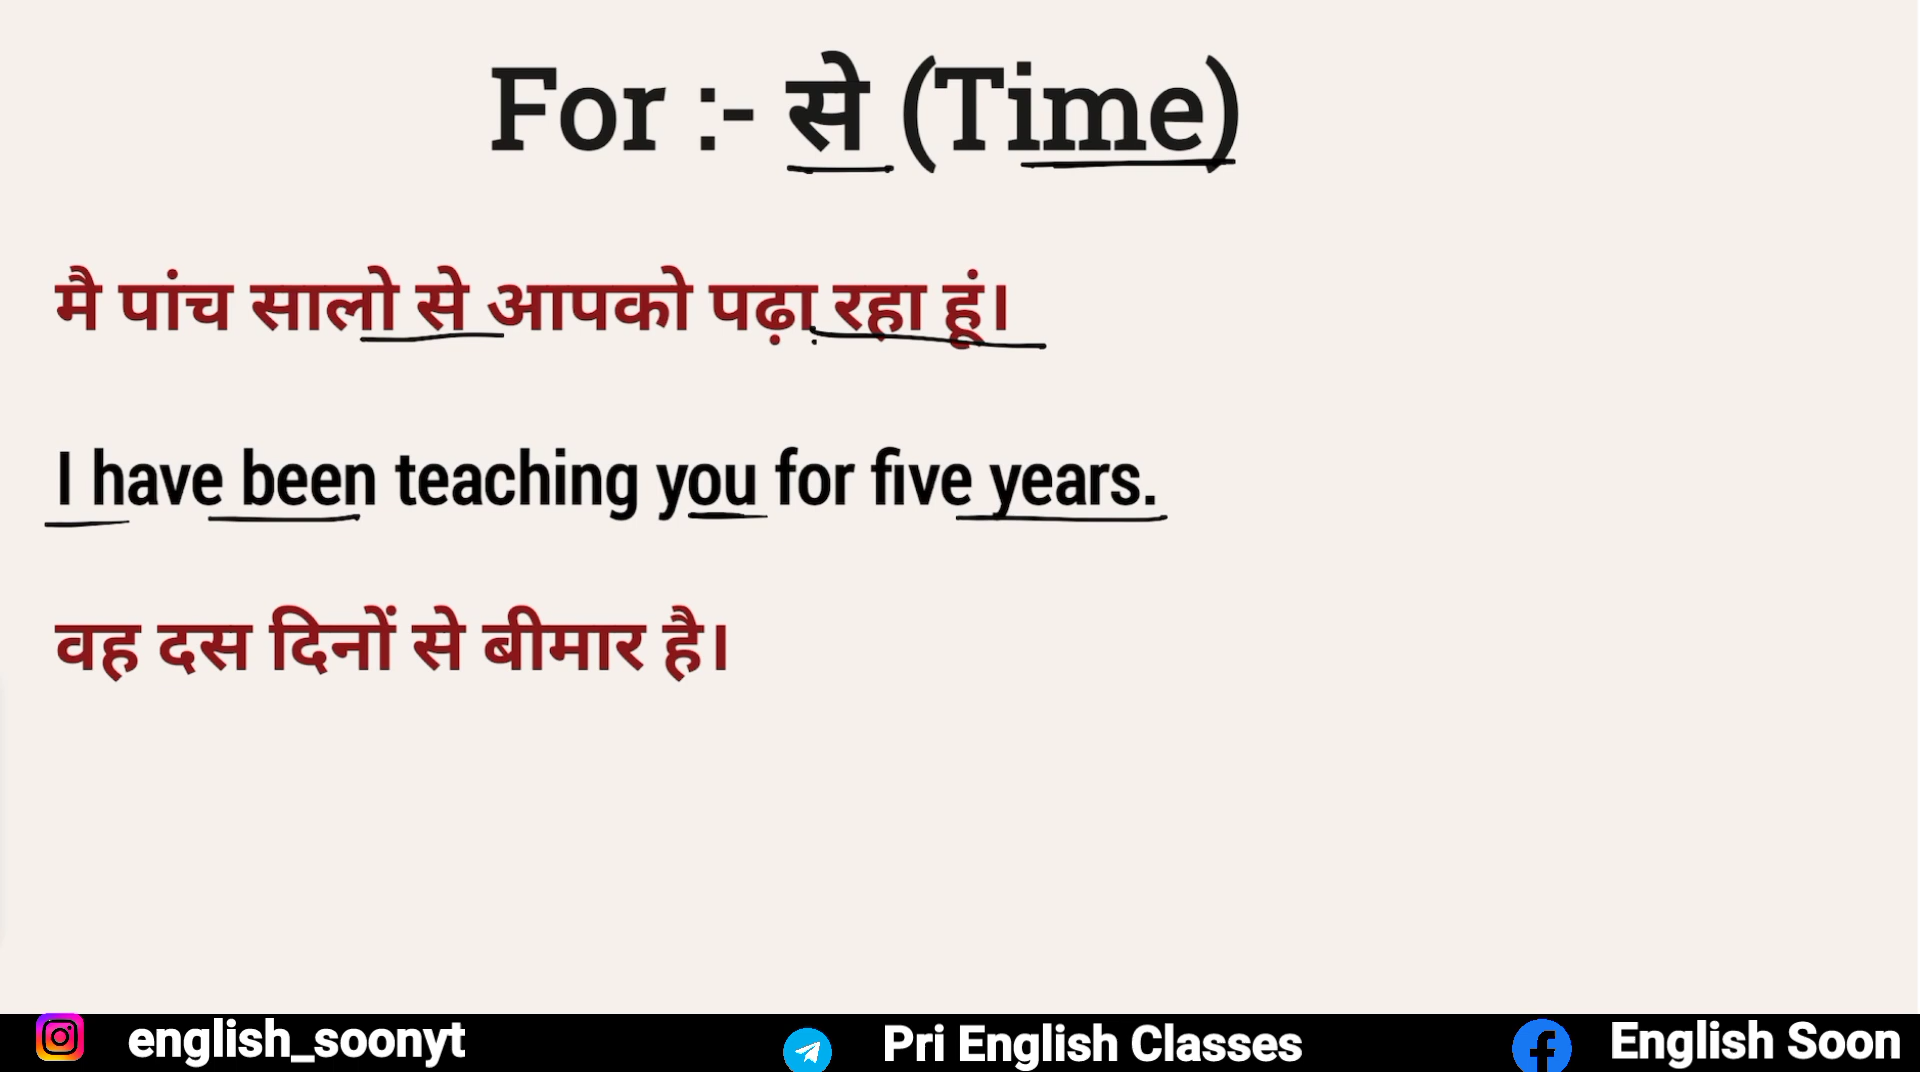 For :- से (Time)
मै पांच सालो से आपको पढ़ा रहा हूं।
I have been teaching you for five years.
वह दस दिनों से बीमार है।
english_soonyt
Pri English Classes
English Soon